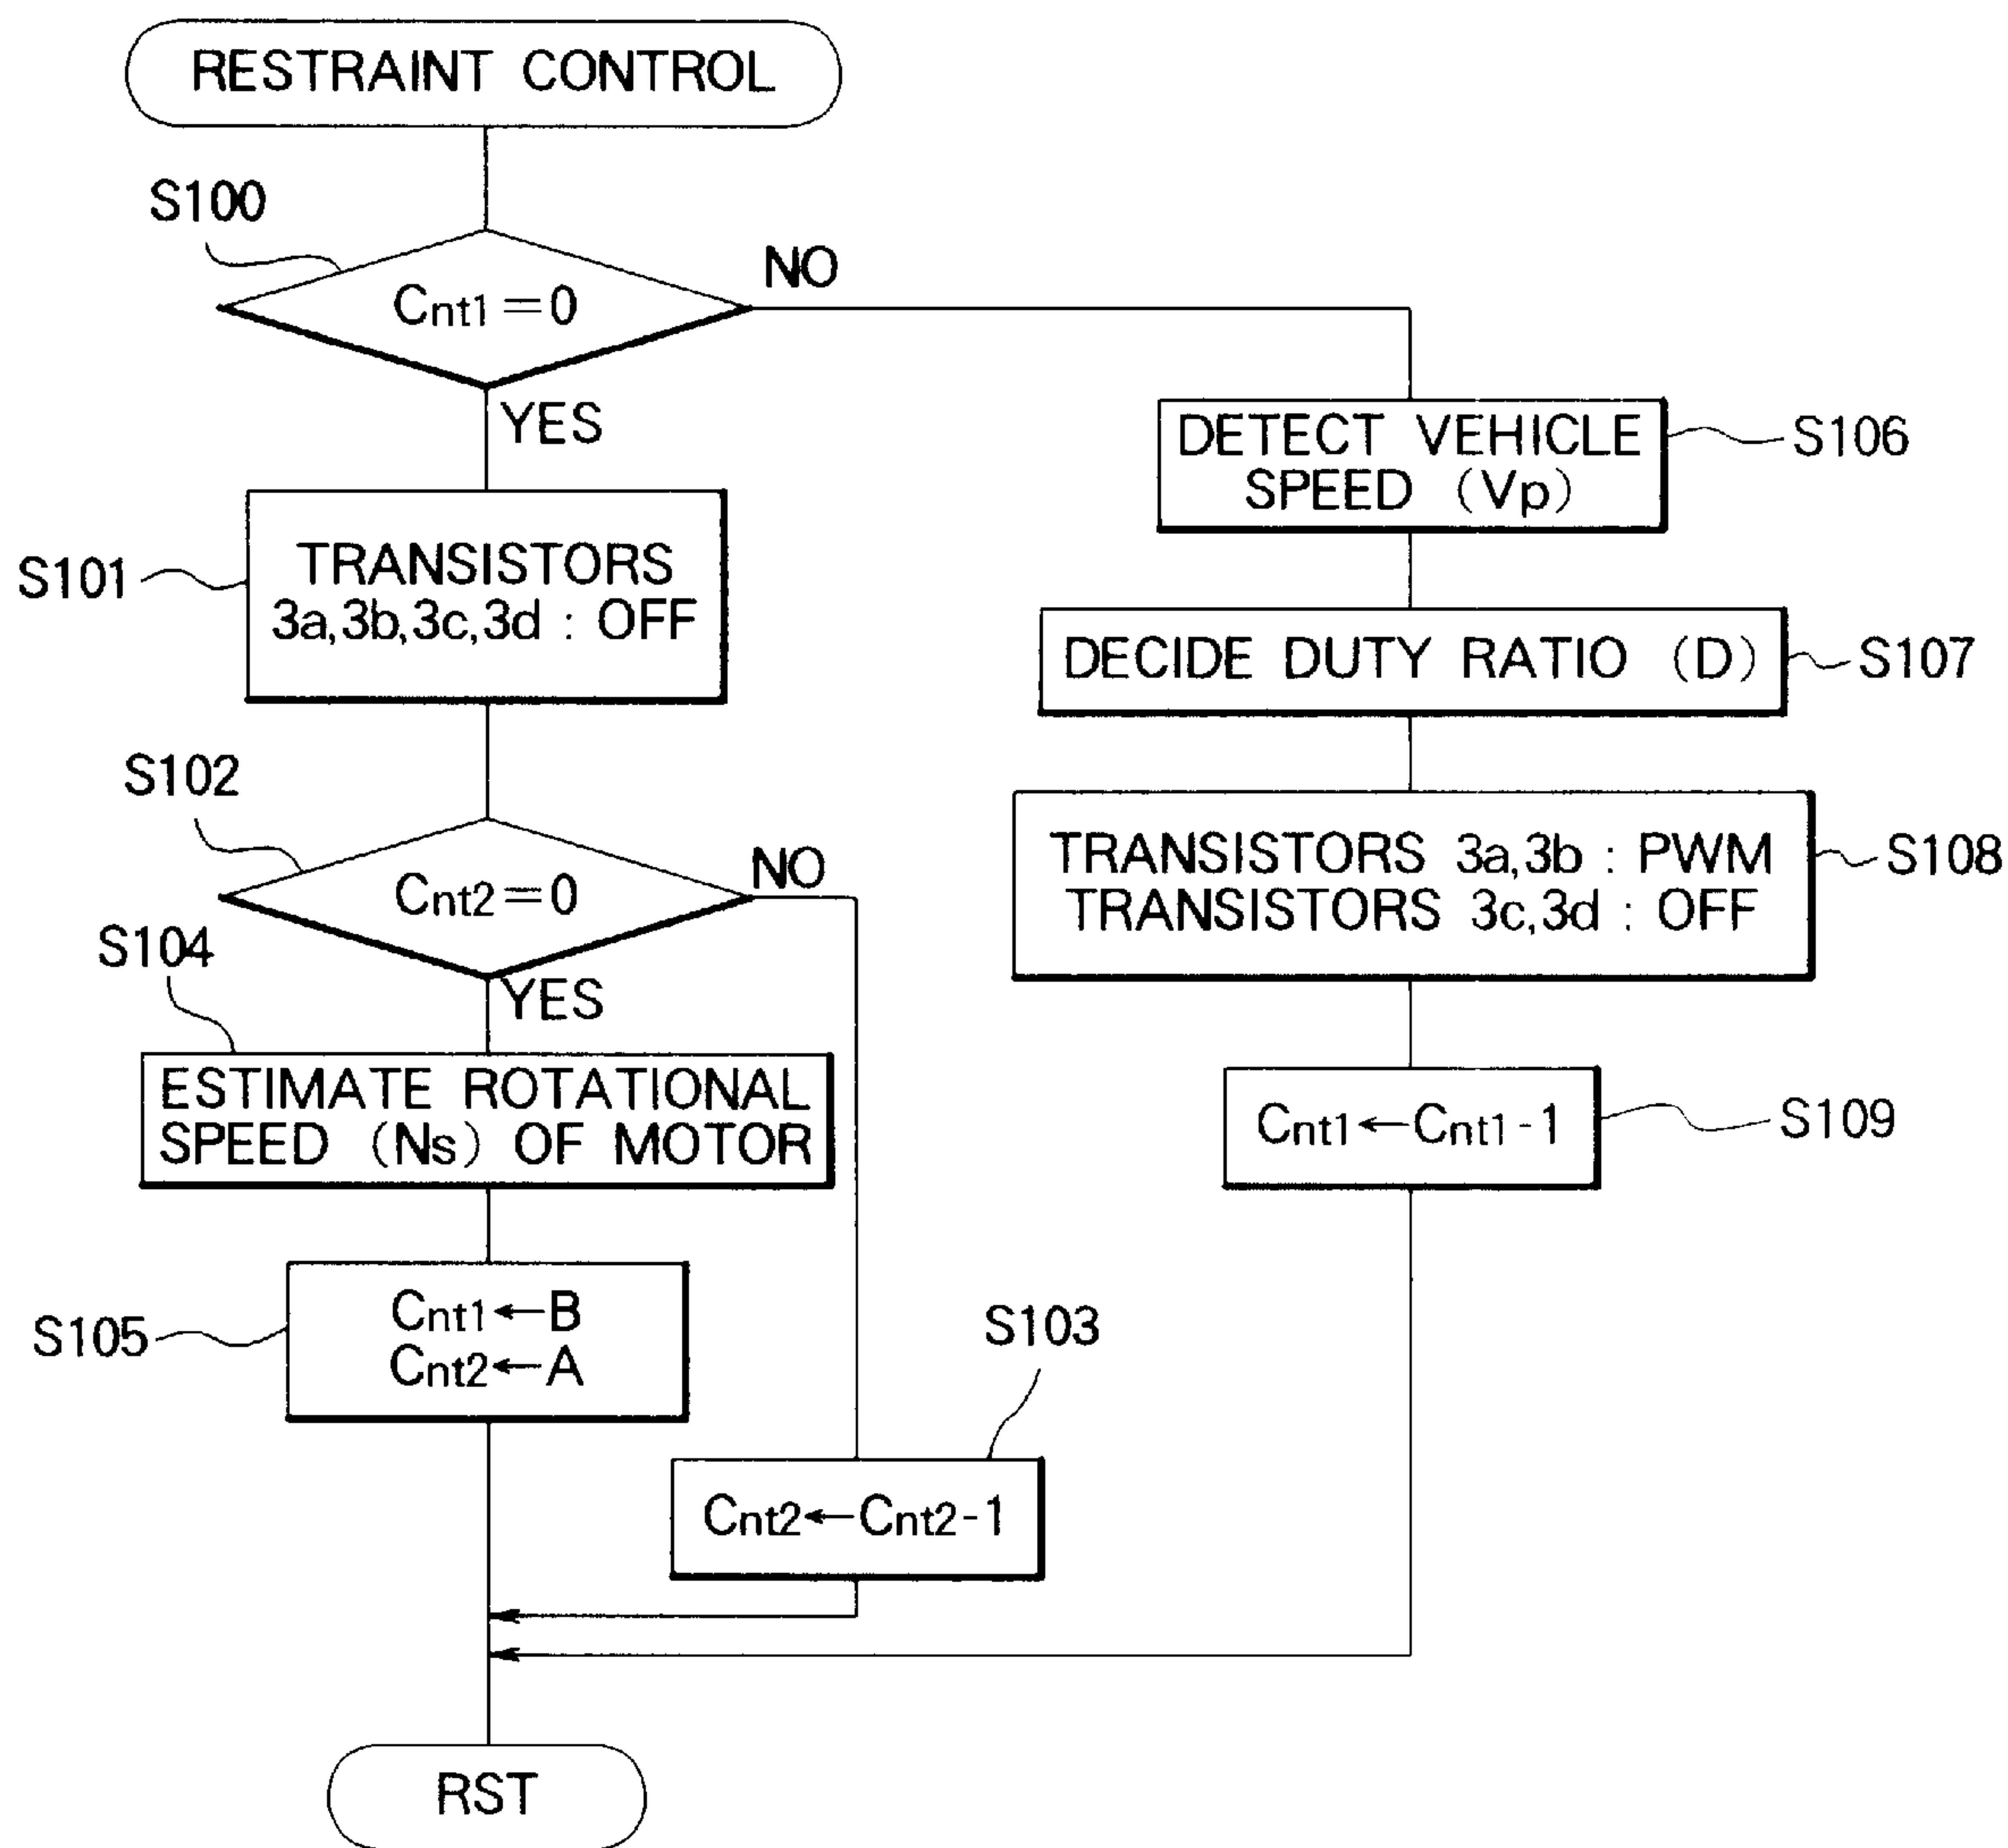 RESTRAINT CONTROL
S100
Cnt1=0
NO
YES
S101
TRANSISTORS
3a,3b,3c,3d : OFF
S102
Cnt2=0
NO
YES
S104
ESTIMATE ROTATIONAL
SPEED (Ns) OF MOTOR
S105
Cnt1←B
Cnt2←A
S103
Cnt2←Cnt2-1
DETECT VEHICLE
SPEED (Vp)
S106
DECIDE DUTY RATIO (D)
S107
TRANSISTORS 3a,3b : PWM
TRANSISTORS 3c,3d : OFF
S108
Cnt1←Cnt1-1
S109
RST